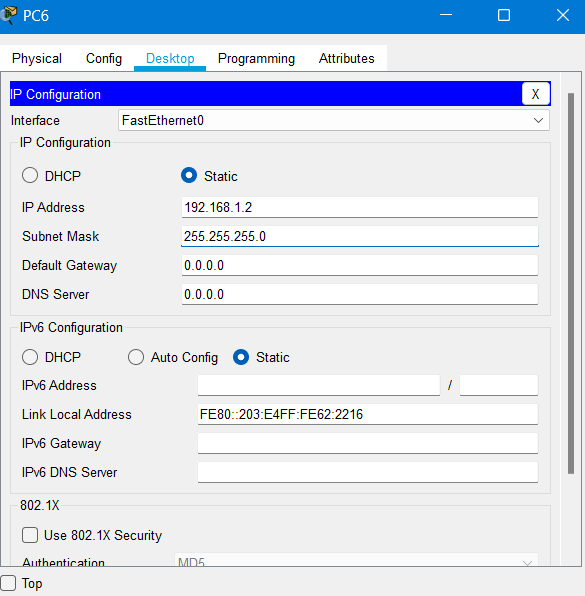 PC6
Physical Config Desktop Programming Attributes
IP Configuration X
Interface FastEthernet0
IP Configuration
DHCP Static
IP Address 192.168.1.2
Subnet Mask 255.255.255.0
Default Gateway 0.0.0.0
DNS Server 0.0.0.0
IPv6 Configuration
DHCP Auto Config Static
IPv6 Address /
Link Local Address FE80::203:E4FF:FE62:2216
IPv6 Gateway
IPv6 DNS Server
802.1X
Use 802.1X Security
Authentication MD5
Top